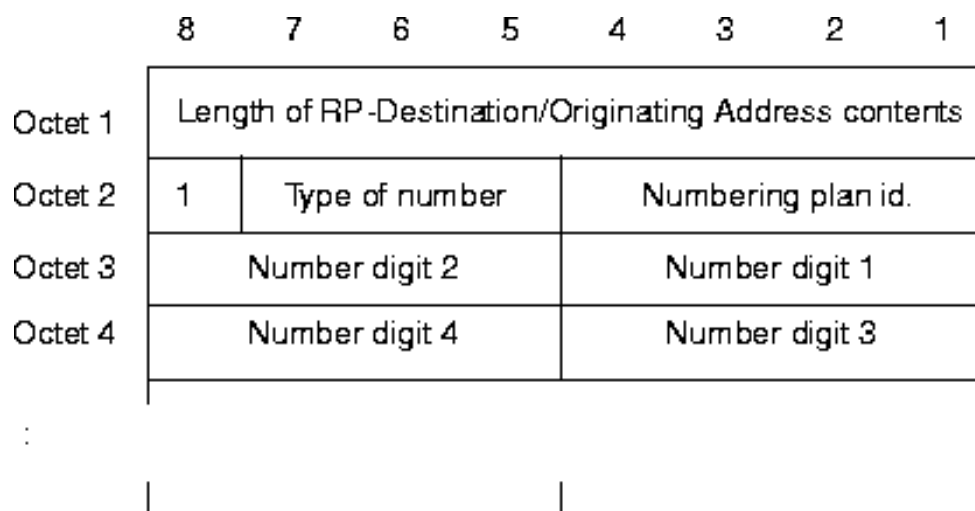 8 7 6 5 4 3 2 1
Octet 1 Length of RP-Destination/Originating Address contents
Octet 2 1 Type of number Numbering plan id.
Octet 3 Number digit 2 Number digit 1
Octet 4 Number digit 4 Number digit 3
: